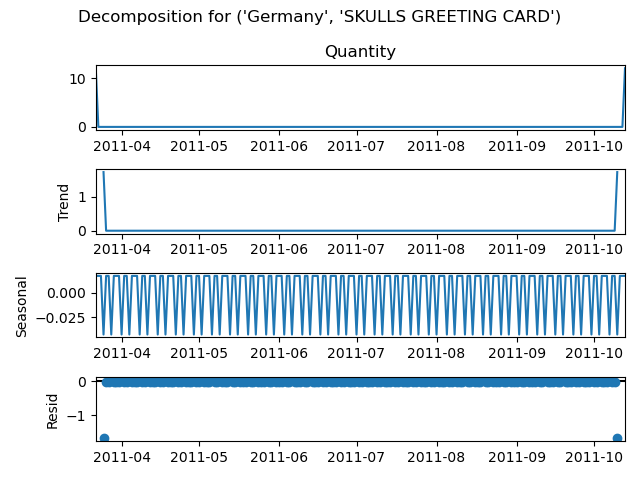 Decomposition for ('Germany', 'SKULLS GREETING CARD')
Quantity
10
0
2011-04 2011-05 2011-06 2011-07 2011-08 2011-09 2011-10
Trend
1
0
2011-04 2011-05 2011-06 2011-07 2011-08 2011-09 2011-10
Seasonal
0.000
−0.025
2011-04 2011-05 2011-06 2011-07 2011-08 2011-09 2011-10
Resid
0
−1
2011-04 2011-05 2011-06 2011-07 2011-08 2011-09 2011-10